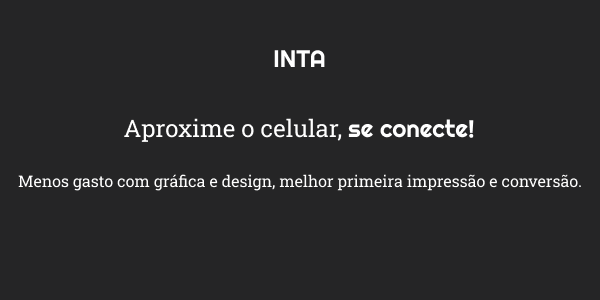 INTA
Aproxime o celular, se conecte!
Menos gasto com gráfica e design, melhor primeira impressão e conversão.